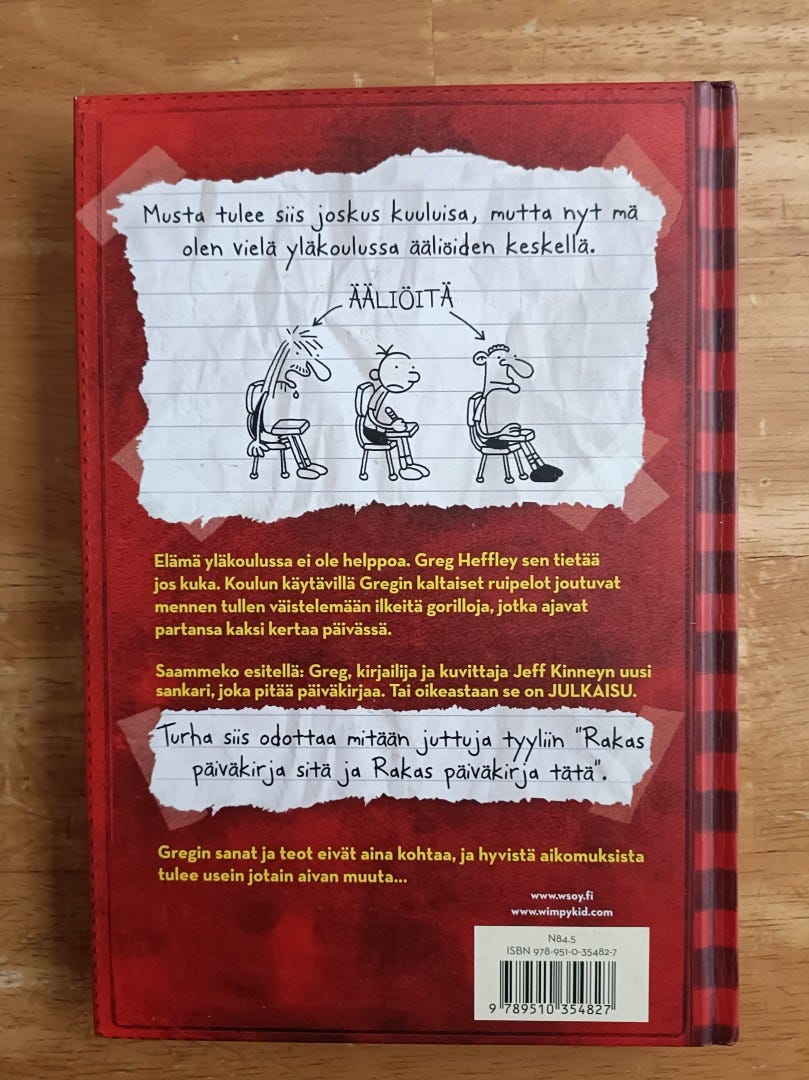 Musta tulee siis joskus kuuluisa, mutta nyt mä
olen vielä yläkoulussa ääliöiden keskellä.
ÄÄLIÖITÄ
Elämä yläkoulussa ei ole helppoa. Greg Heffley sen tietää
jos kuka. Koulun käytävillä Gregin kaltaiset ruipelot joutuvat
mennen tullen väistelemään ilkeitä gorilloja, jotka ajavat
partansa kaksi kertaa päivässä.
Saammeko esitellä: Greg, kirjailija ja kuvittaja Jeff Kinneyn uusi
sankari, joka pitää päiväkirjaa. Tai oikeastaan se on JULKAISU.
Turha siis odottaa mitään juttuja tyyliin "Rakas
päiväkirja sitä ja Rakas päiväkirja tätä".
Gregin sanat ja teot eivät aina kohtaa, ja hyvistä aikomuksista
tulee usein jotain aivan muuta...
www.wsoy.fi
www.wimpykid.com
N84.5
ISBN 978-951-0-35482-7
9 789510 354827